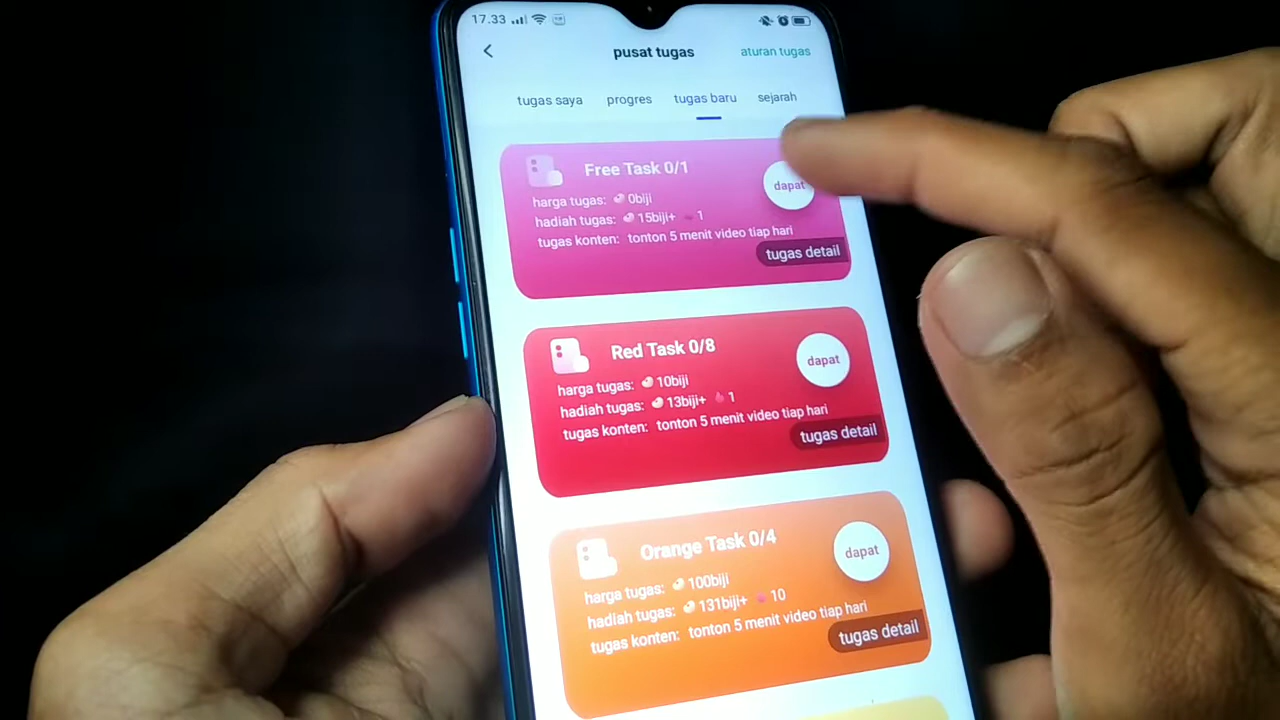 17.33
pusat tugas
aturan tugas
tugas saya
progres
tugas baru
sejarah
Free Task 0/1
dapat
harga tugas: 0biji
hadiah tugas: 15biji+ 1
tugas konten: tonton 5 menit video tiap hari
tugas detail
Red Task 0/8
dapat
harga tugas: 10biji
hadiah tugas: 13biji+ 1
tugas konten: tonton 5 menit video tiap hari
tugas detail
Orange Task 0/4
dapat
harga tugas: 100biji
hadiah tugas: 131biji+ 10
tugas konten: tonton 5 menit video tiap hari
tugas detail